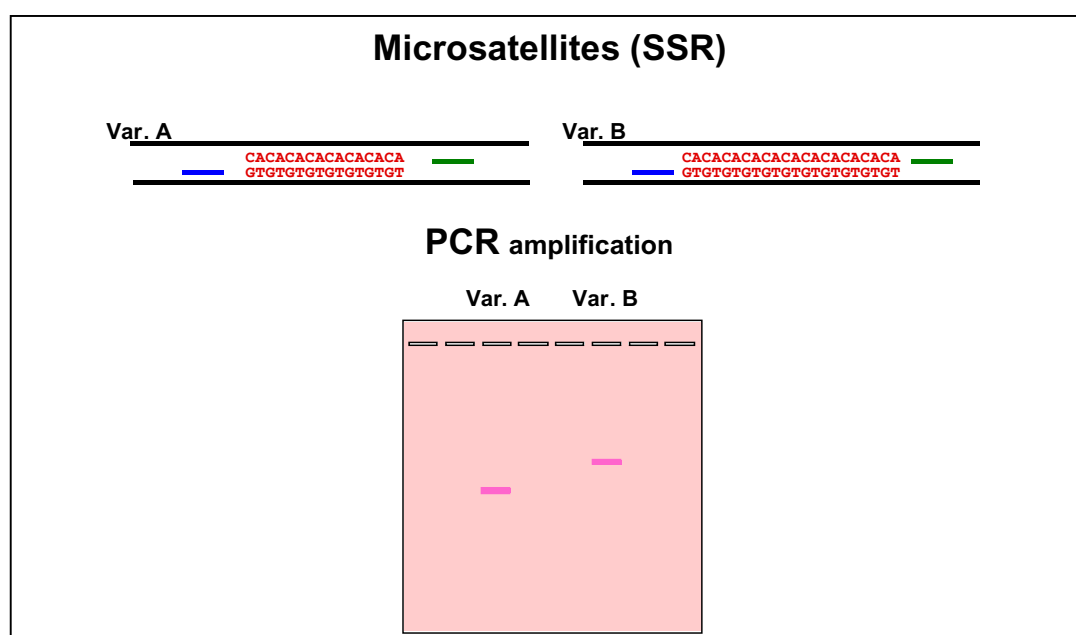 Microsatellites (SSR)
Var. A
Var. B
CACACACACACACACA
GTGTGTGTGTGTGTGT
CACACACACACACACACACACA
GTGTGTGTGTGTGTGTGTGTGT
PCR amplification
Var. A
Var. B